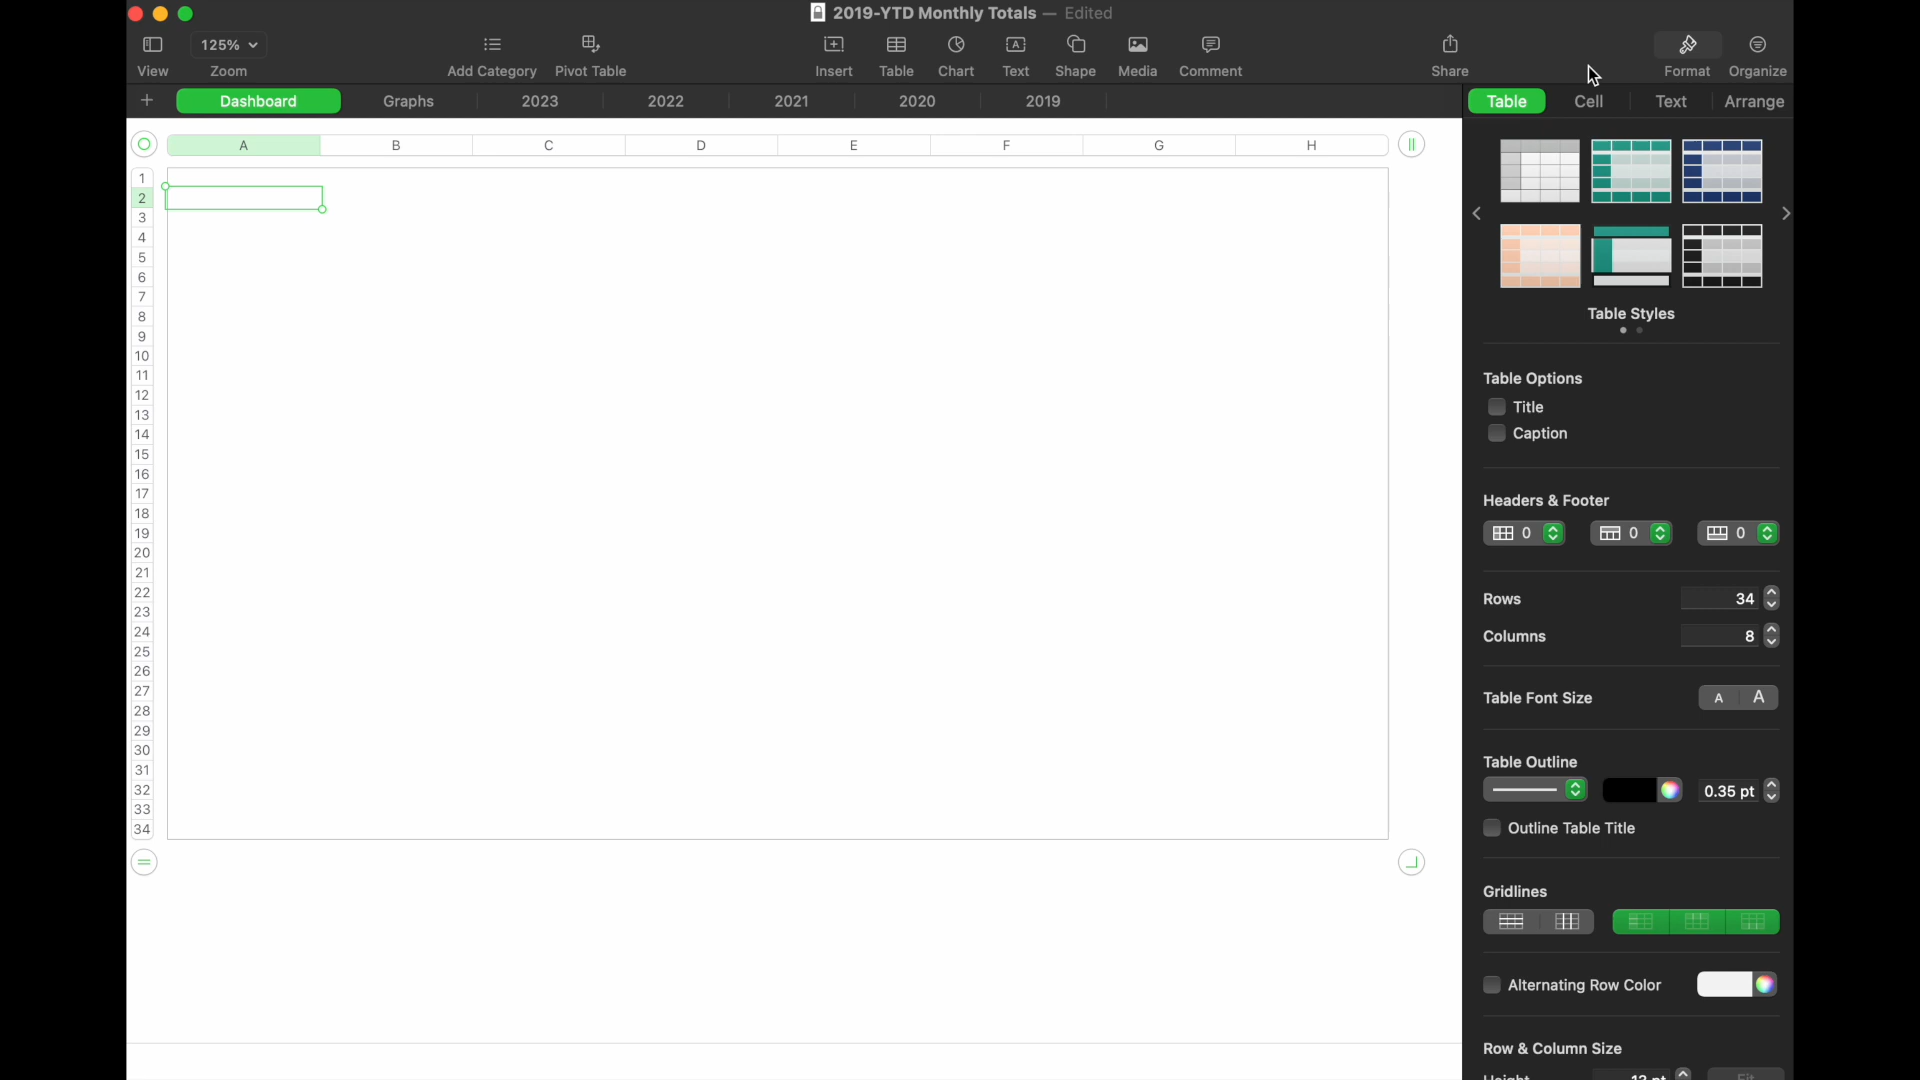 2019-YTD Monthly Totals — Edited
125%
View Zoom Add Category Pivot Table Insert Table Chart Text Shape Media Comment Share Format Organize
+ Dashboard Graphs 2023 2022 2021 2020 2019 Table Cell Text Arrange
A B C D E F G H
1
2
3
4
5
6
7
8
9
10
11
12
13
14
15
16
17
18
19
20
21
22
23
24
25
26
27
28
29
30
31
32
33
34
Table Styles
Table Options
Title
Caption
Headers & Footer
0 0 0
Rows 34
Columns 8
Table Font Size A A
Table Outline
0.35 pt
Outline Table Title
Gridlines
Alternating Row Color
Row & Column Size
Height 13 pt Fit